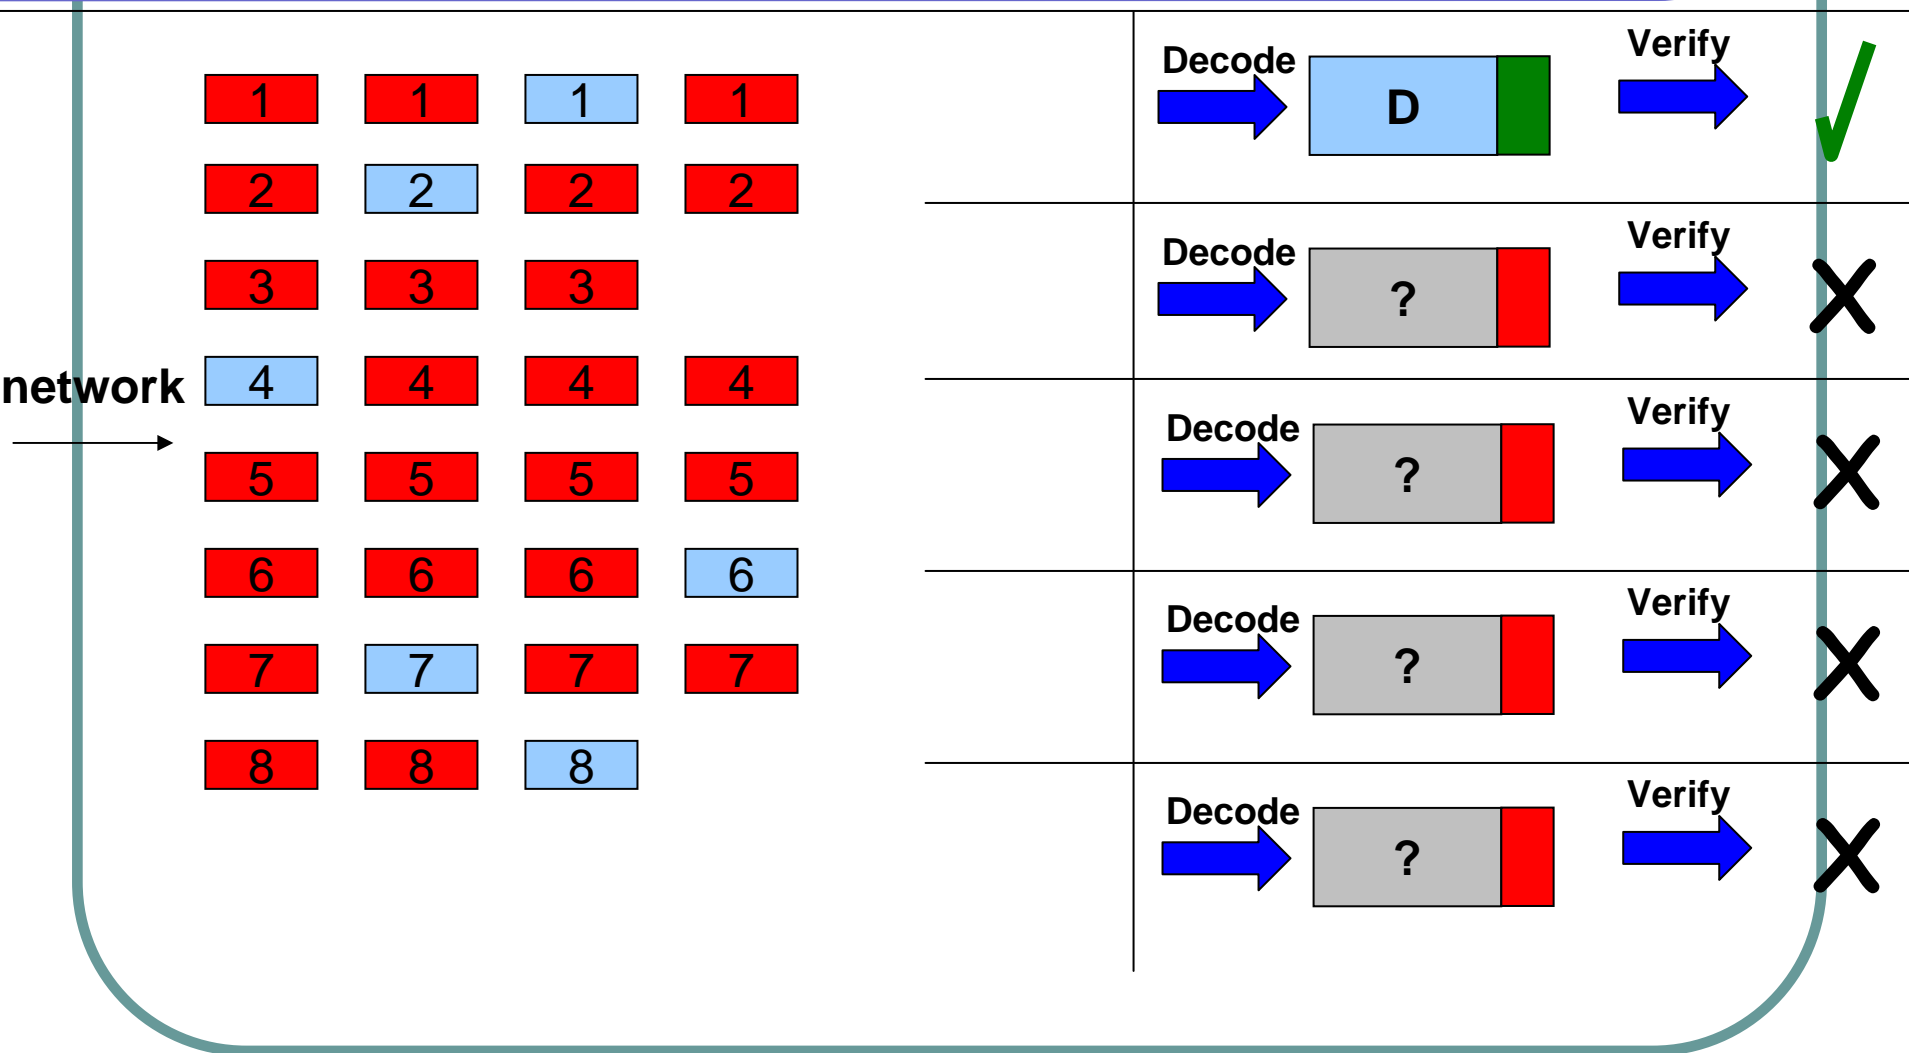 1 1 1 1
2 2 2 2
3 3 3
4 4 4 4
5 5 5 5
6 6 6 6
7 7 7 7
8 8 8
network
Decode
D
Verify
Decode
?
Verify
Decode
?
Verify
Decode
?
Verify
Decode
?
Verify